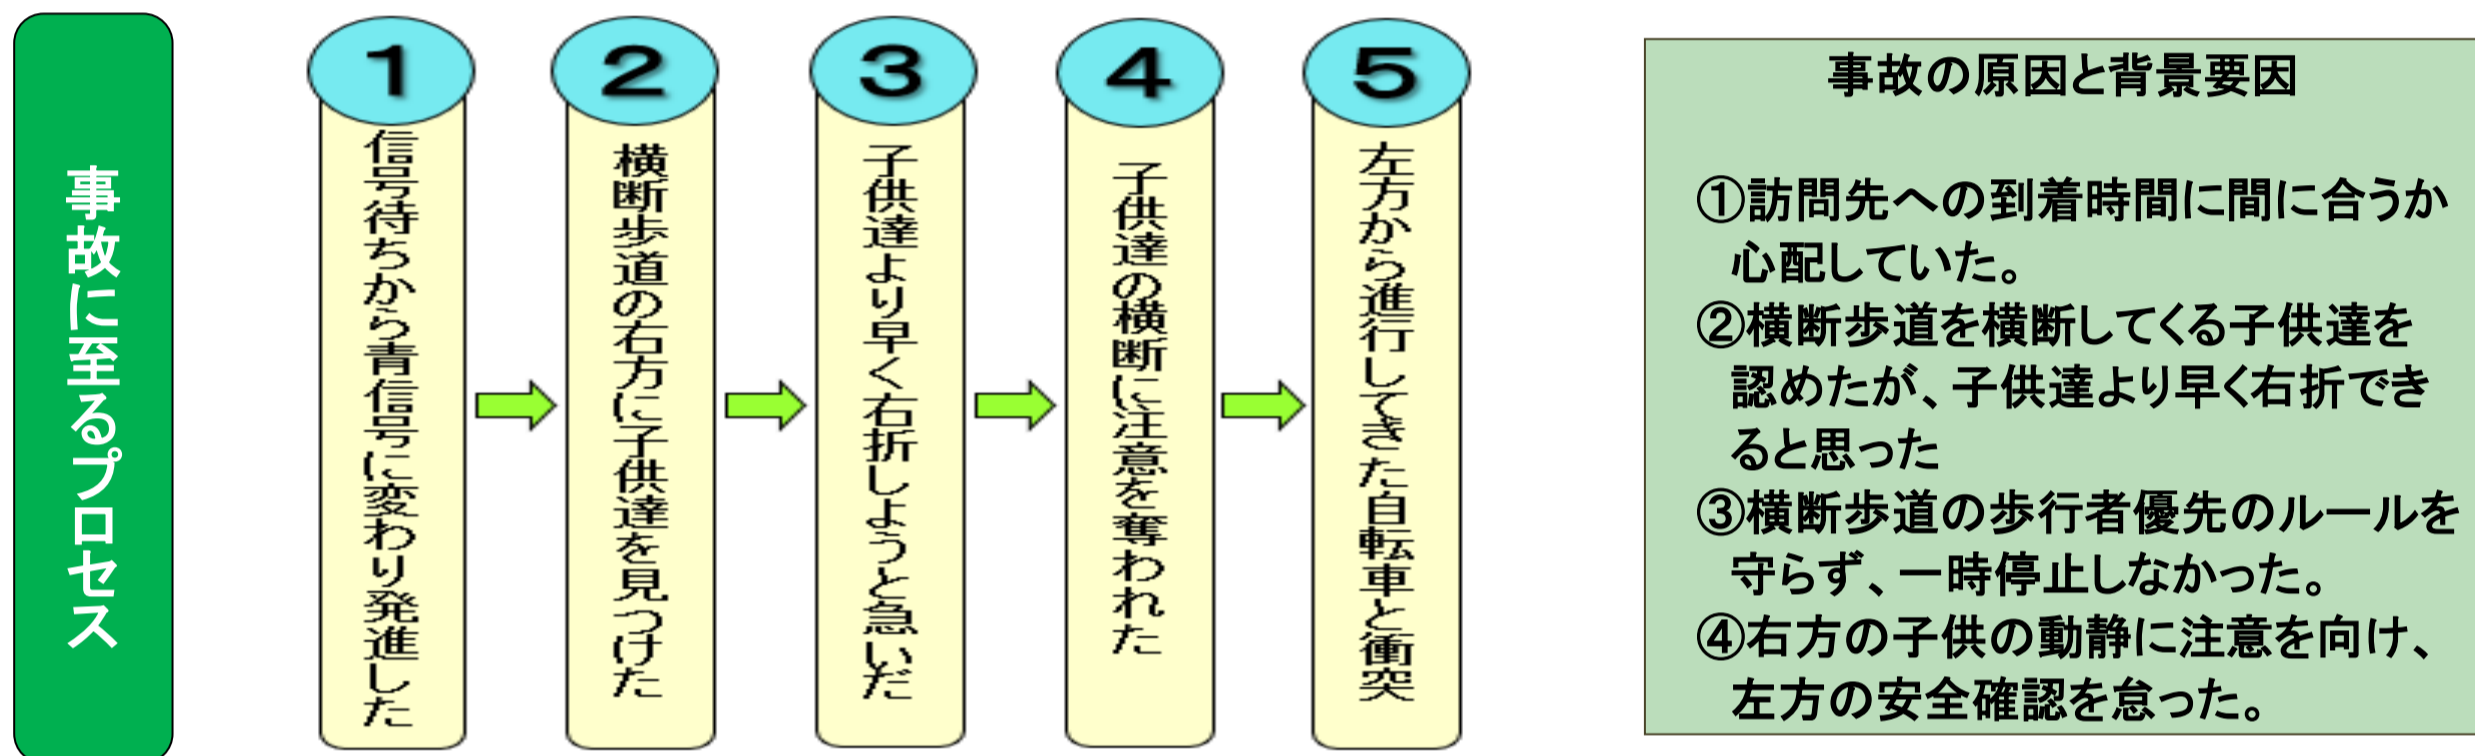 事故に至るプロセス
1
信号待ちから青信号に変わり発進した
2
横断歩道の右方に子供達を見つけた
3
子供達より早く右折しようと急いだ
4
子供達の横断に注意を奪われた
5
左方から進行してきた自転車と衝突
事故の原因と背景要因
①訪問先への到着時間に間に合うか
心配していた。
②横断歩道を横断してくる子供達を
認めたが、子供達より早く右折でき
ると思った
③横断歩道の歩行者優先のルールを
守らず、一時停止しなかった。
④右方の子供の動静に注意を向け、
左方の安全確認を怠った。